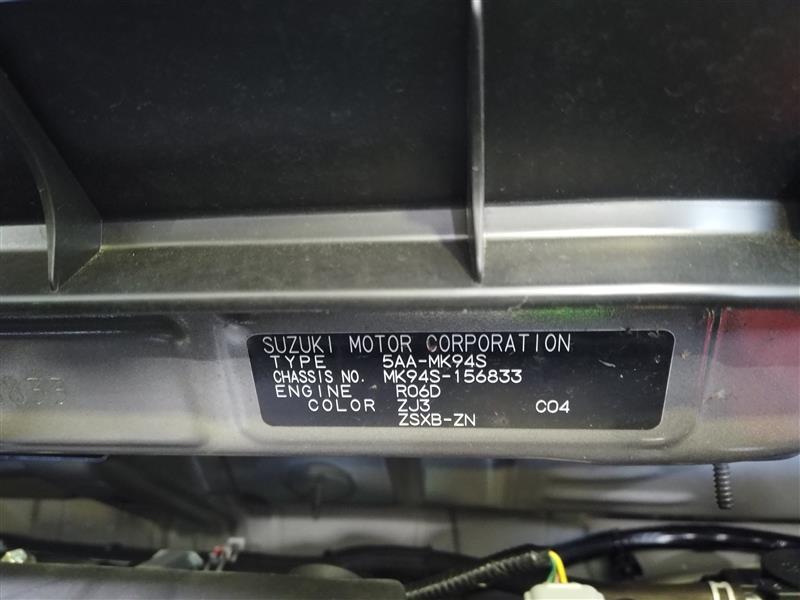 SUZUKI MOTOR CORPORATION
TYPE 5AA-MK94S
CHASSIS NO. MK94S-156833
ENGINE R06D
COLOR ZJ3 C04
ZSXB-ZN